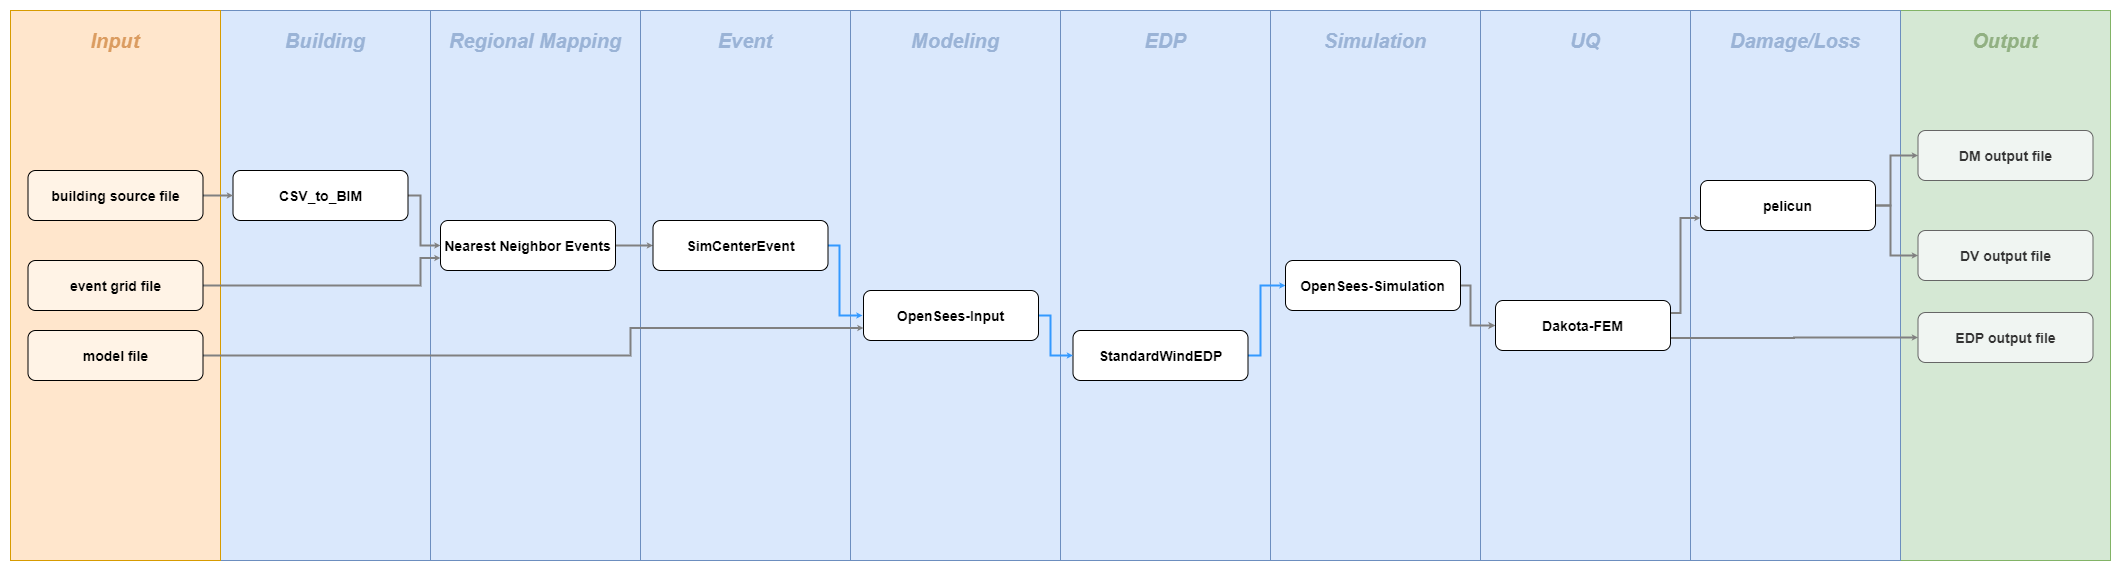 Input
Building
Regional Mapping
Event
Modeling
EDP
Simulation
UQ
Damage/Loss
Output
building source file
event grid file
model file
CSV_to_BIM
Nearest Neighbor Events
SimCenterEvent
OpenSees-Input
StandardWindEDP
OpenSees-Simulation
Dakota-FEM
pelicun
DM output file
DV output file
EDP output file